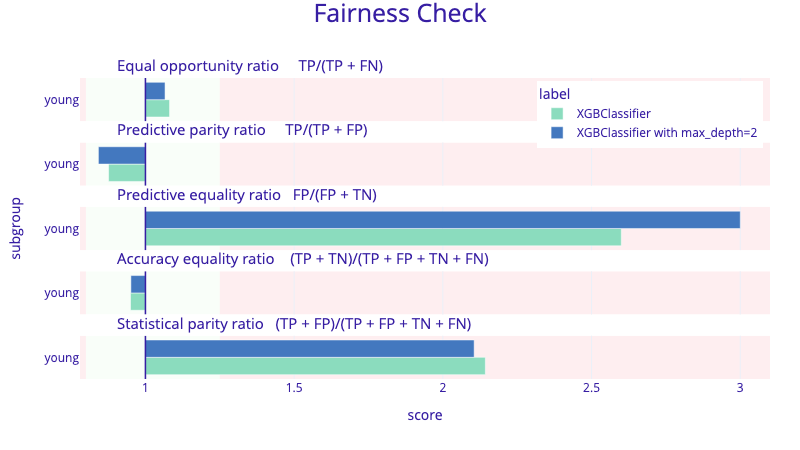 Fairness Check
Equal opportunity ratio     TP/(TP + FN)
young
label
XGBClassifier
XGBClassifier with max_depth=2
Predictive parity ratio     TP/(TP + FP)
young
Predictive equality ratio   FP/(FP + TN)
young
subgroup
Accuracy equality ratio    (TP + TN)/(TP + FP + TN + FN)
young
Statistical parity ratio   (TP + FP)/(TP + FP + TN + FN)
young
1 1.5 2 2.5 3
score